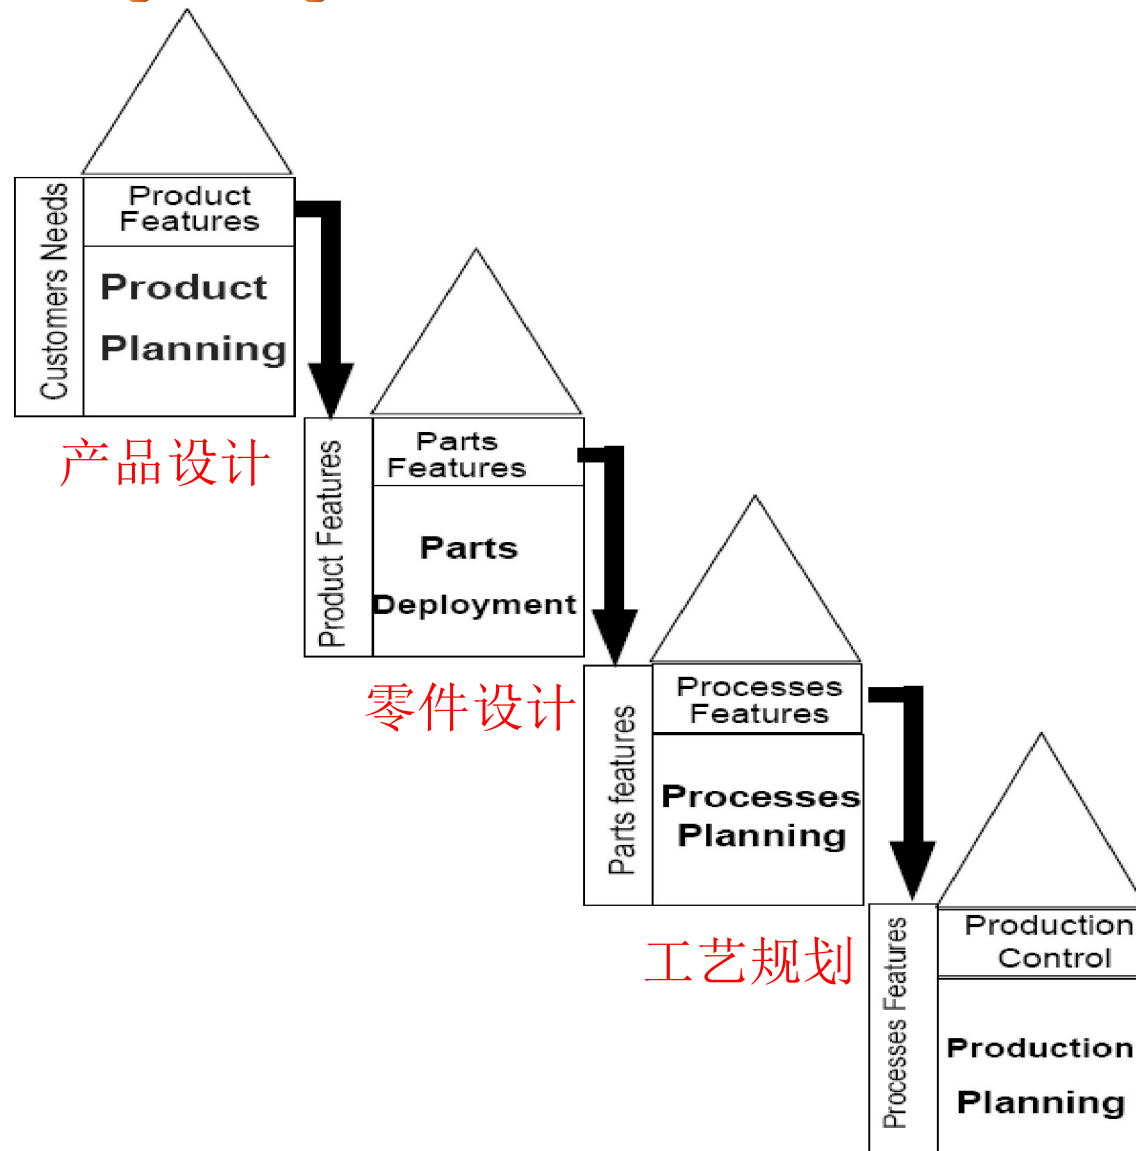 Customers Needs
Product
Features
Product
Planning
产品设计
Product Features
Parts
Features
Parts
Deployment
零件设计
Parts features
Processes
Features
Processes
Planning
工艺规划
Processes Features
Production
Control
Production
Planning